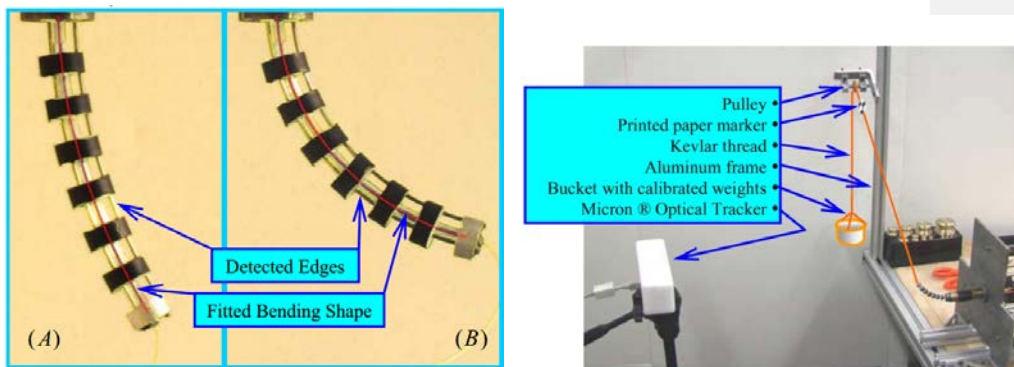 Detected Edges
Fitted Bending Shape
(A)
(B)
Pulley •
Printed paper marker •
Kevlar thread •
Aluminum frame •
Bucket with calibrated weights •
Micron ® Optical Tracker •